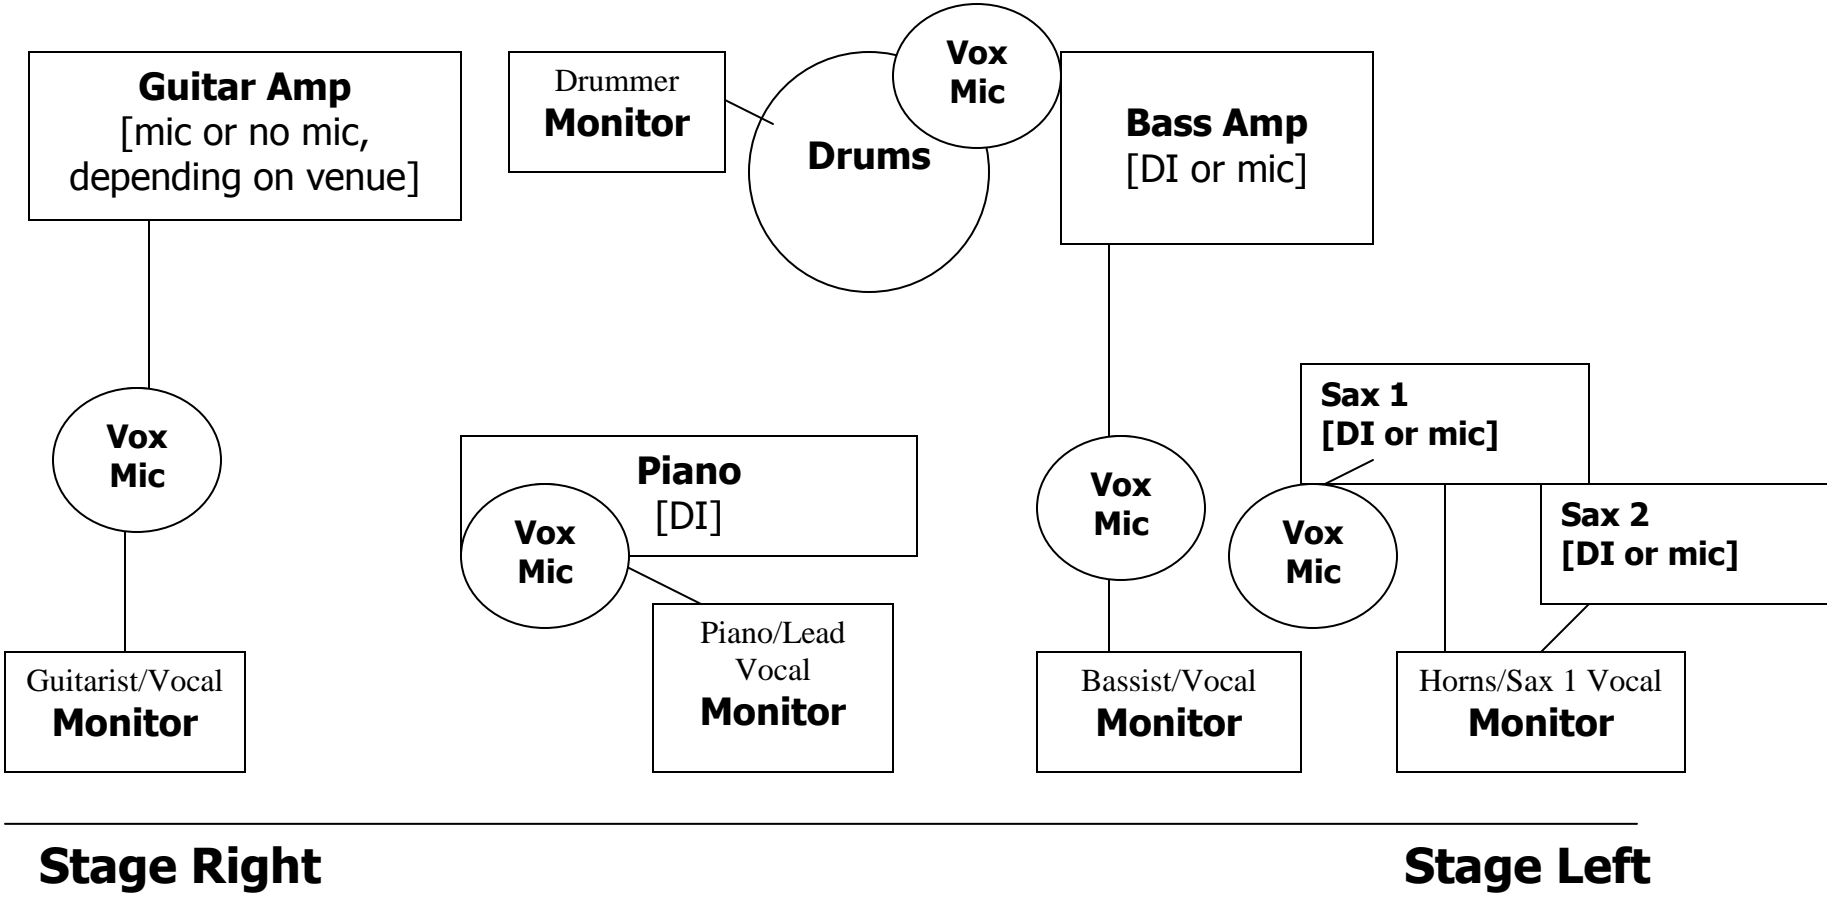 Guitar Amp
[mic or no mic,
depending on venue]
Drummer
Monitor
Drums
Vox
Mic
Bass Amp
[DI or mic]
Vox
Mic
Piano
[DI]
Vox
Mic
Vox
Mic
Sax 1
[DI or mic]
Vox
Mic
Sax 2
[DI or mic]
Guitarist/Vocal
Monitor
Piano/Lead
Vocal
Monitor
Bassist/Vocal
Monitor
Horns/Sax 1 Vocal
Monitor
Stage Right
Stage Left